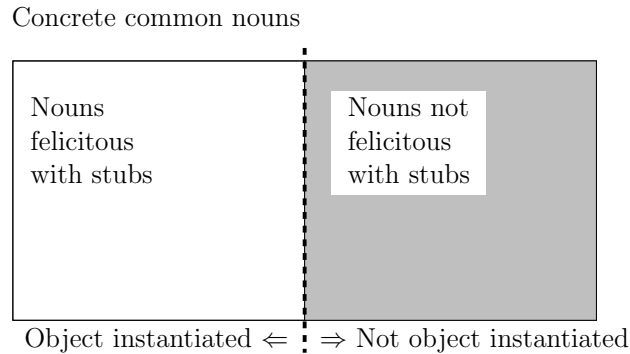 Concrete common nouns
Nouns
felicitous
with stubs
Nouns not
felicitous
with stubs
Object instantiated ⇐ ⇒ Not object instantiated